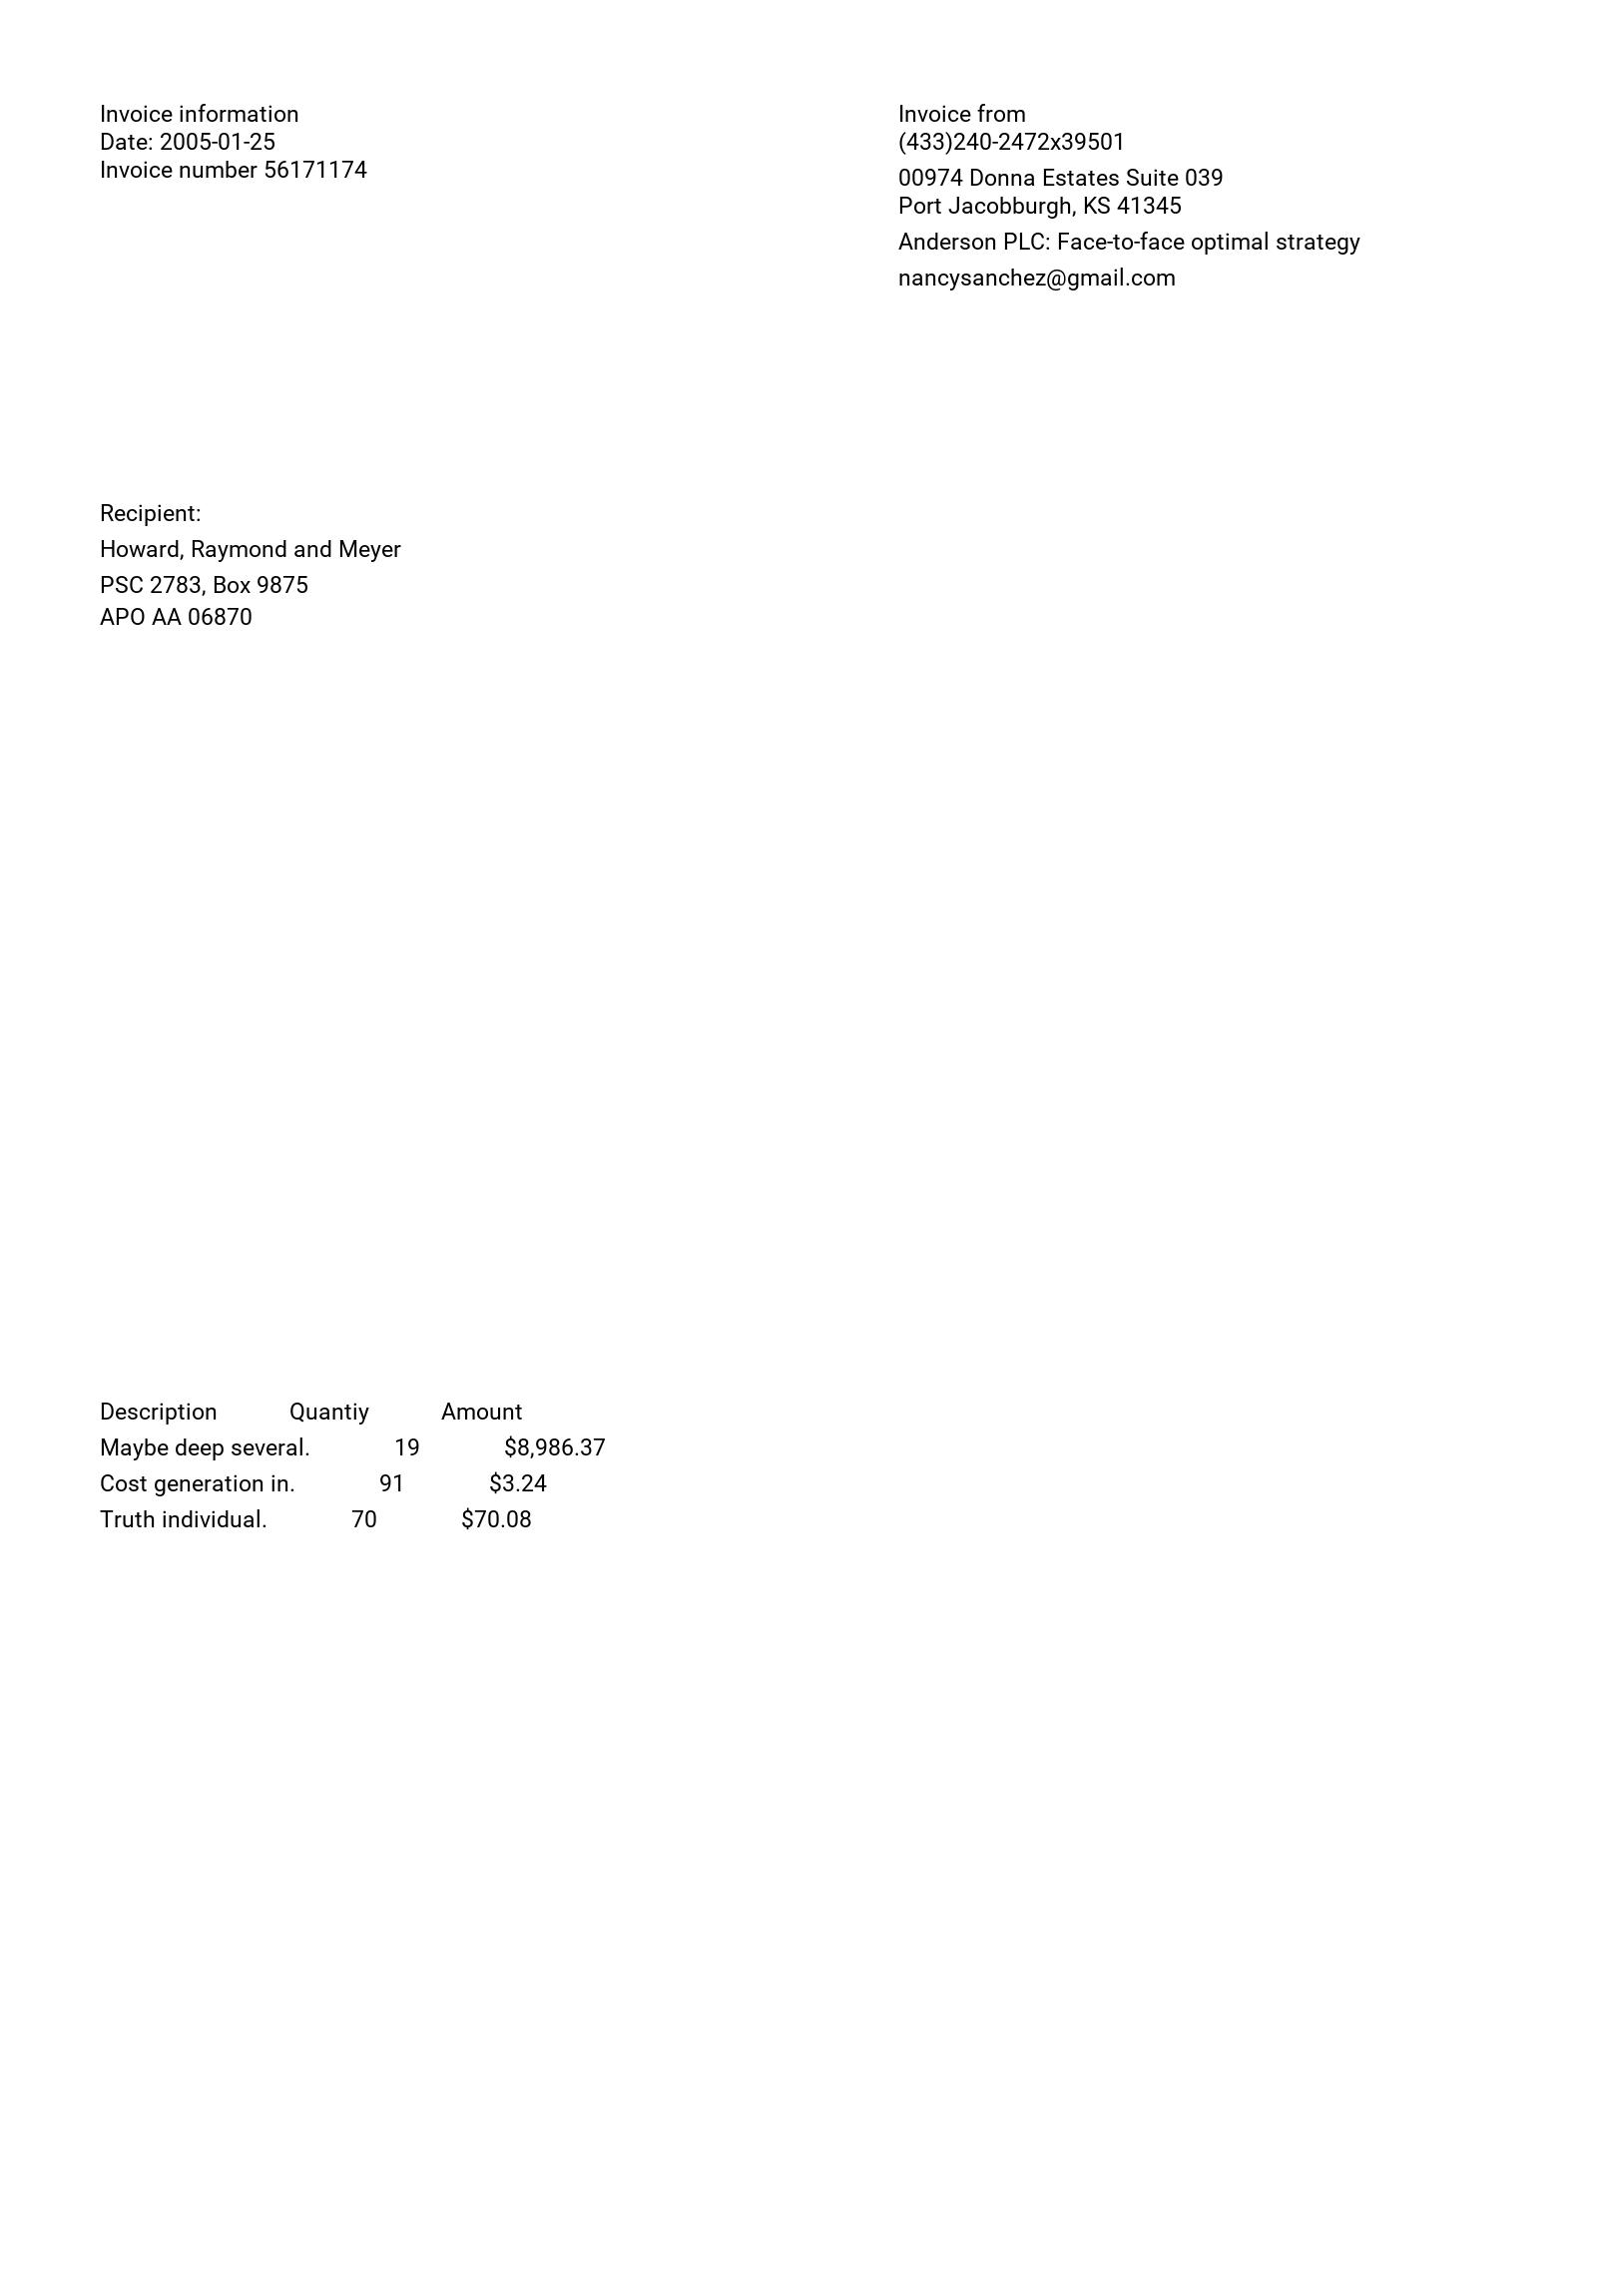 Invoice information
Date: 2005-01-25
Invoice number 56171174
Invoice from
(433)240-2472x39501
00974 Donna Estates Suite 039
Port Jacobburgh, KS 41345
Anderson PLC: Face-to-face optimal strategy
nancysanchez@gmail.com
Recipient:
Howard, Raymond and Meyer
PSC 2783, Box 9875
APO AA 06870
Description Quantiy Amount
Maybe deep several. 19 $8,986.37
Cost generation in. 91 $3.24
Truth individual. 70 $70.08